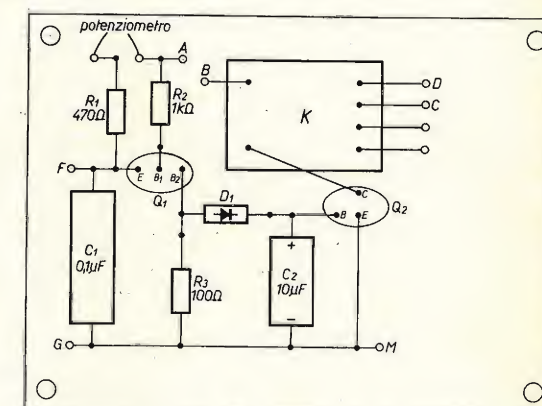 potenziometro
A
B
R1
470Ω
R2
1kΩ
K
D
C
F
E
B1
B2
Q1
D1
C
B
E
Q2
C1
0,1µF
R3
100Ω
+
C2
10µF
–
G
M